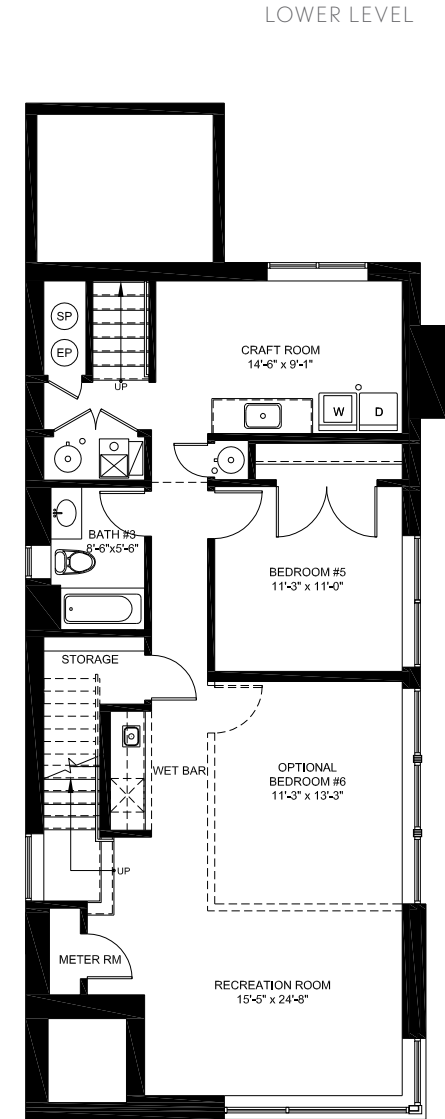 LOWER LEVEL
SP
EP
UP
CRAFT ROOM
14'-6" x 9'-1"
W
D
BATH #3
8'-6"x5'-6"
BEDROOM #5
11'-3" x 11'-0"
STORAGE
WET BAR
OPTIONAL
BEDROOM #6
11'-3" x 13'-3"
UP
METER RM
RECREATION ROOM
15'-5" x 24'-8"